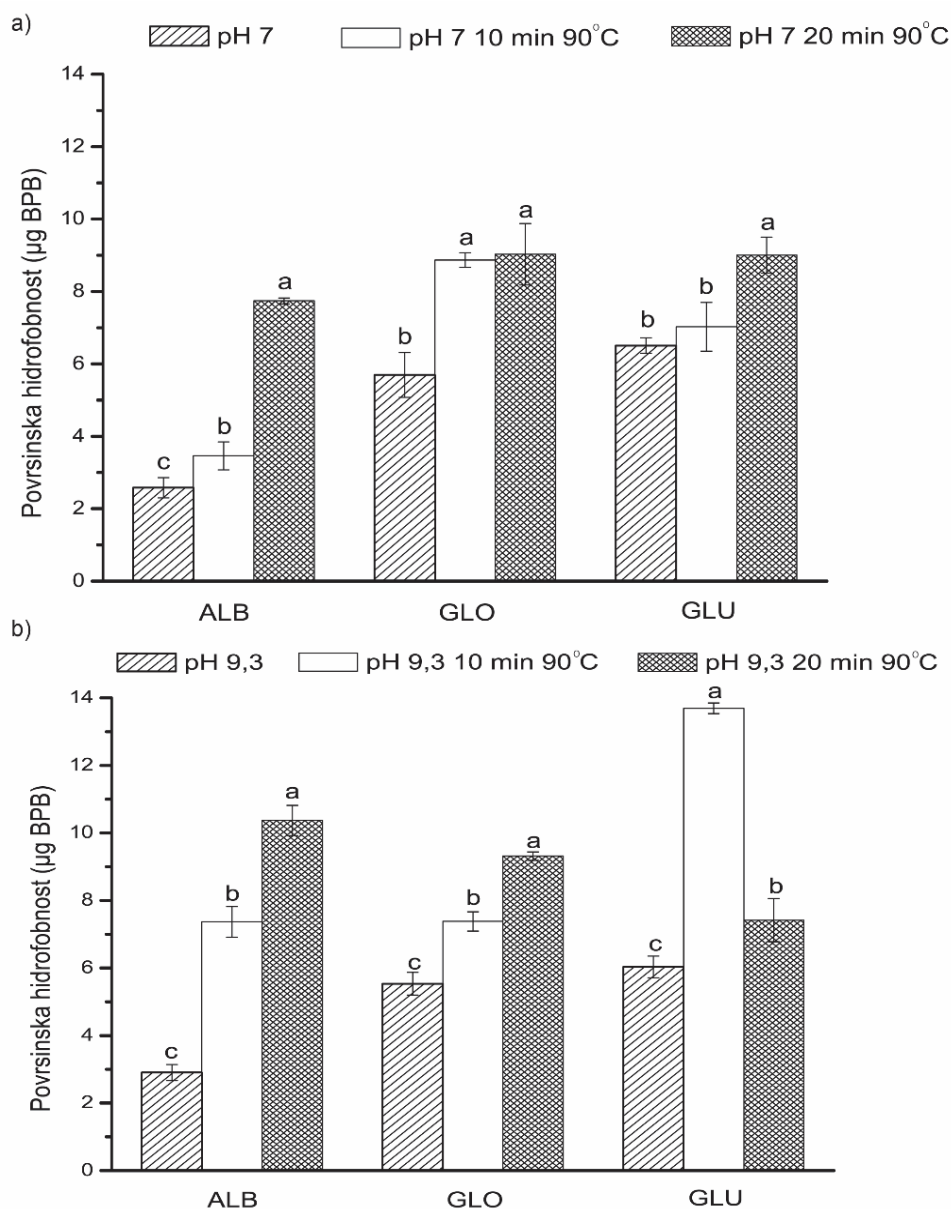 a)
pH 7 pH 7 10 min 90°C pH 7 20 min 90°C
Povrsinska hidrofobnost (µg BPB)
14
12
10
8
6
4
2
0
c b a b a a b b a
ALB GLO GLU
b)
pH 9,3 pH 9,3 10 min 90°C pH 9,3 20 min 90°C
Povrsinska hidrofobnost (µg BPB)
14
12
10
8
6
4
2
0
c b a c b a c a b
ALB GLO GLU